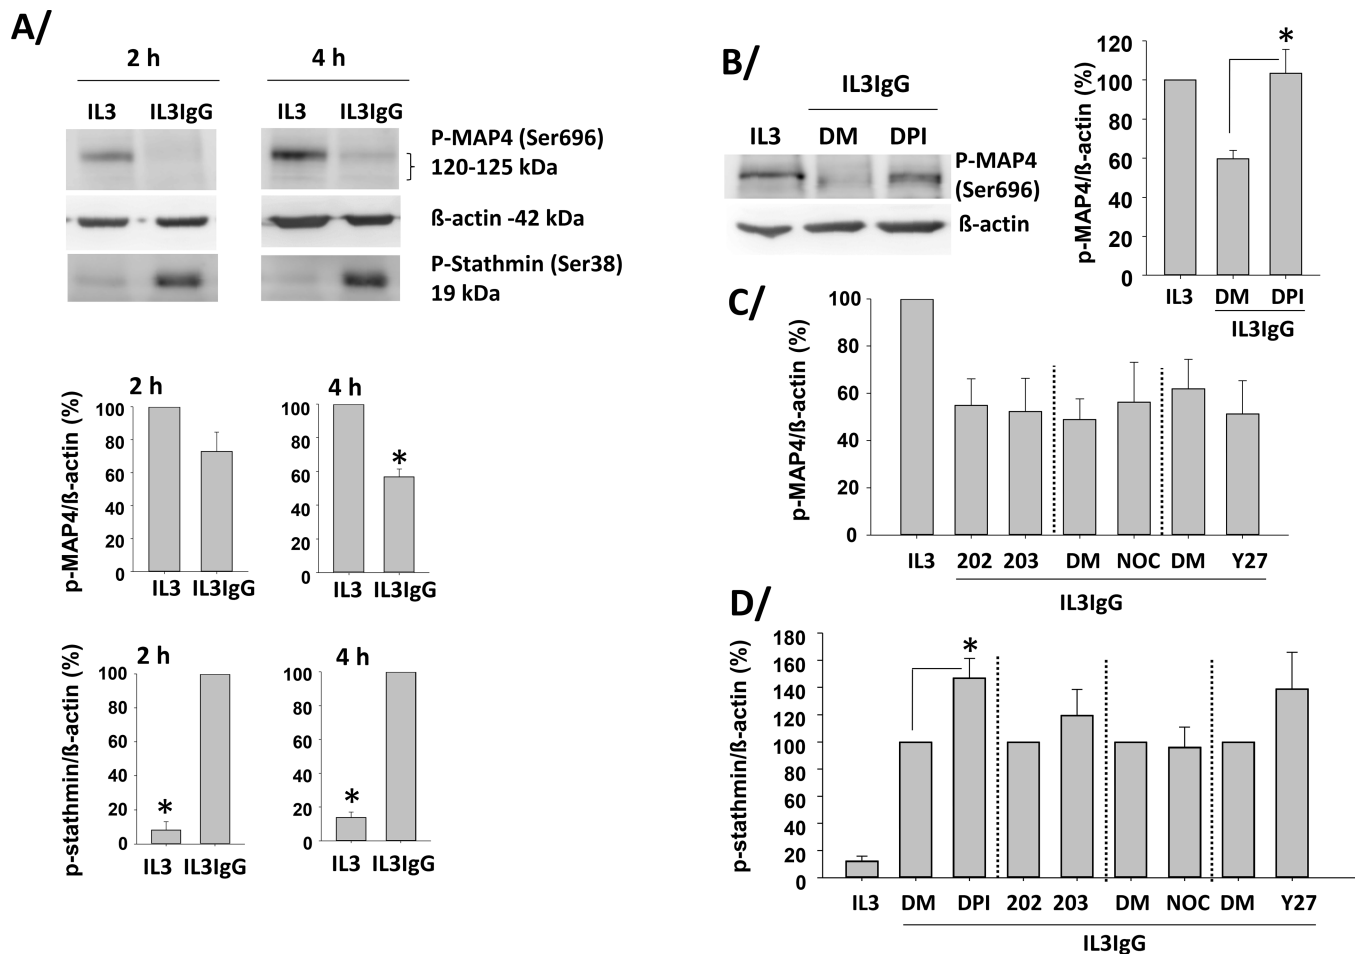 A/
2 h
4 h
IL3 IL3IgG
IL3 IL3IgG
P-MAP4 (Ser696)
120-125 kDa
ß-actin -42 kDa
P-Stathmin (Ser38)
19 kDa
p-MAP4/ß-actin (%)
2 h
100
80
60
40
20
0
IL3 IL3IgG
4 h
100
80
60
40
20
0
*
IL3 IL3IgG
p-stathmin/ß-actin (%)
2 h
100
80
60
40
20
0
*
IL3 IL3IgG
4 h
100
80
60
40
20
0
*
IL3 IL3IgG
B/
IL3IgG
IL3 DM DPI
P-MAP4
(Ser696)
ß-actin
p-MAP4/ß-actin (%)
120
100
80
60
40
20
0
*
IL3 DM DPI
IL3IgG
C/
p-MAP4/ß-actin (%)
100
80
60
40
20
0
IL3 202 203 DM NOC DM Y27
IL3IgG
D/
p-stathmin/ß-actin (%)
180
160
140
120
100
80
60
40
20
0
*
IL3 DM DPI 202 203 DM NOC DM Y27
IL3IgG